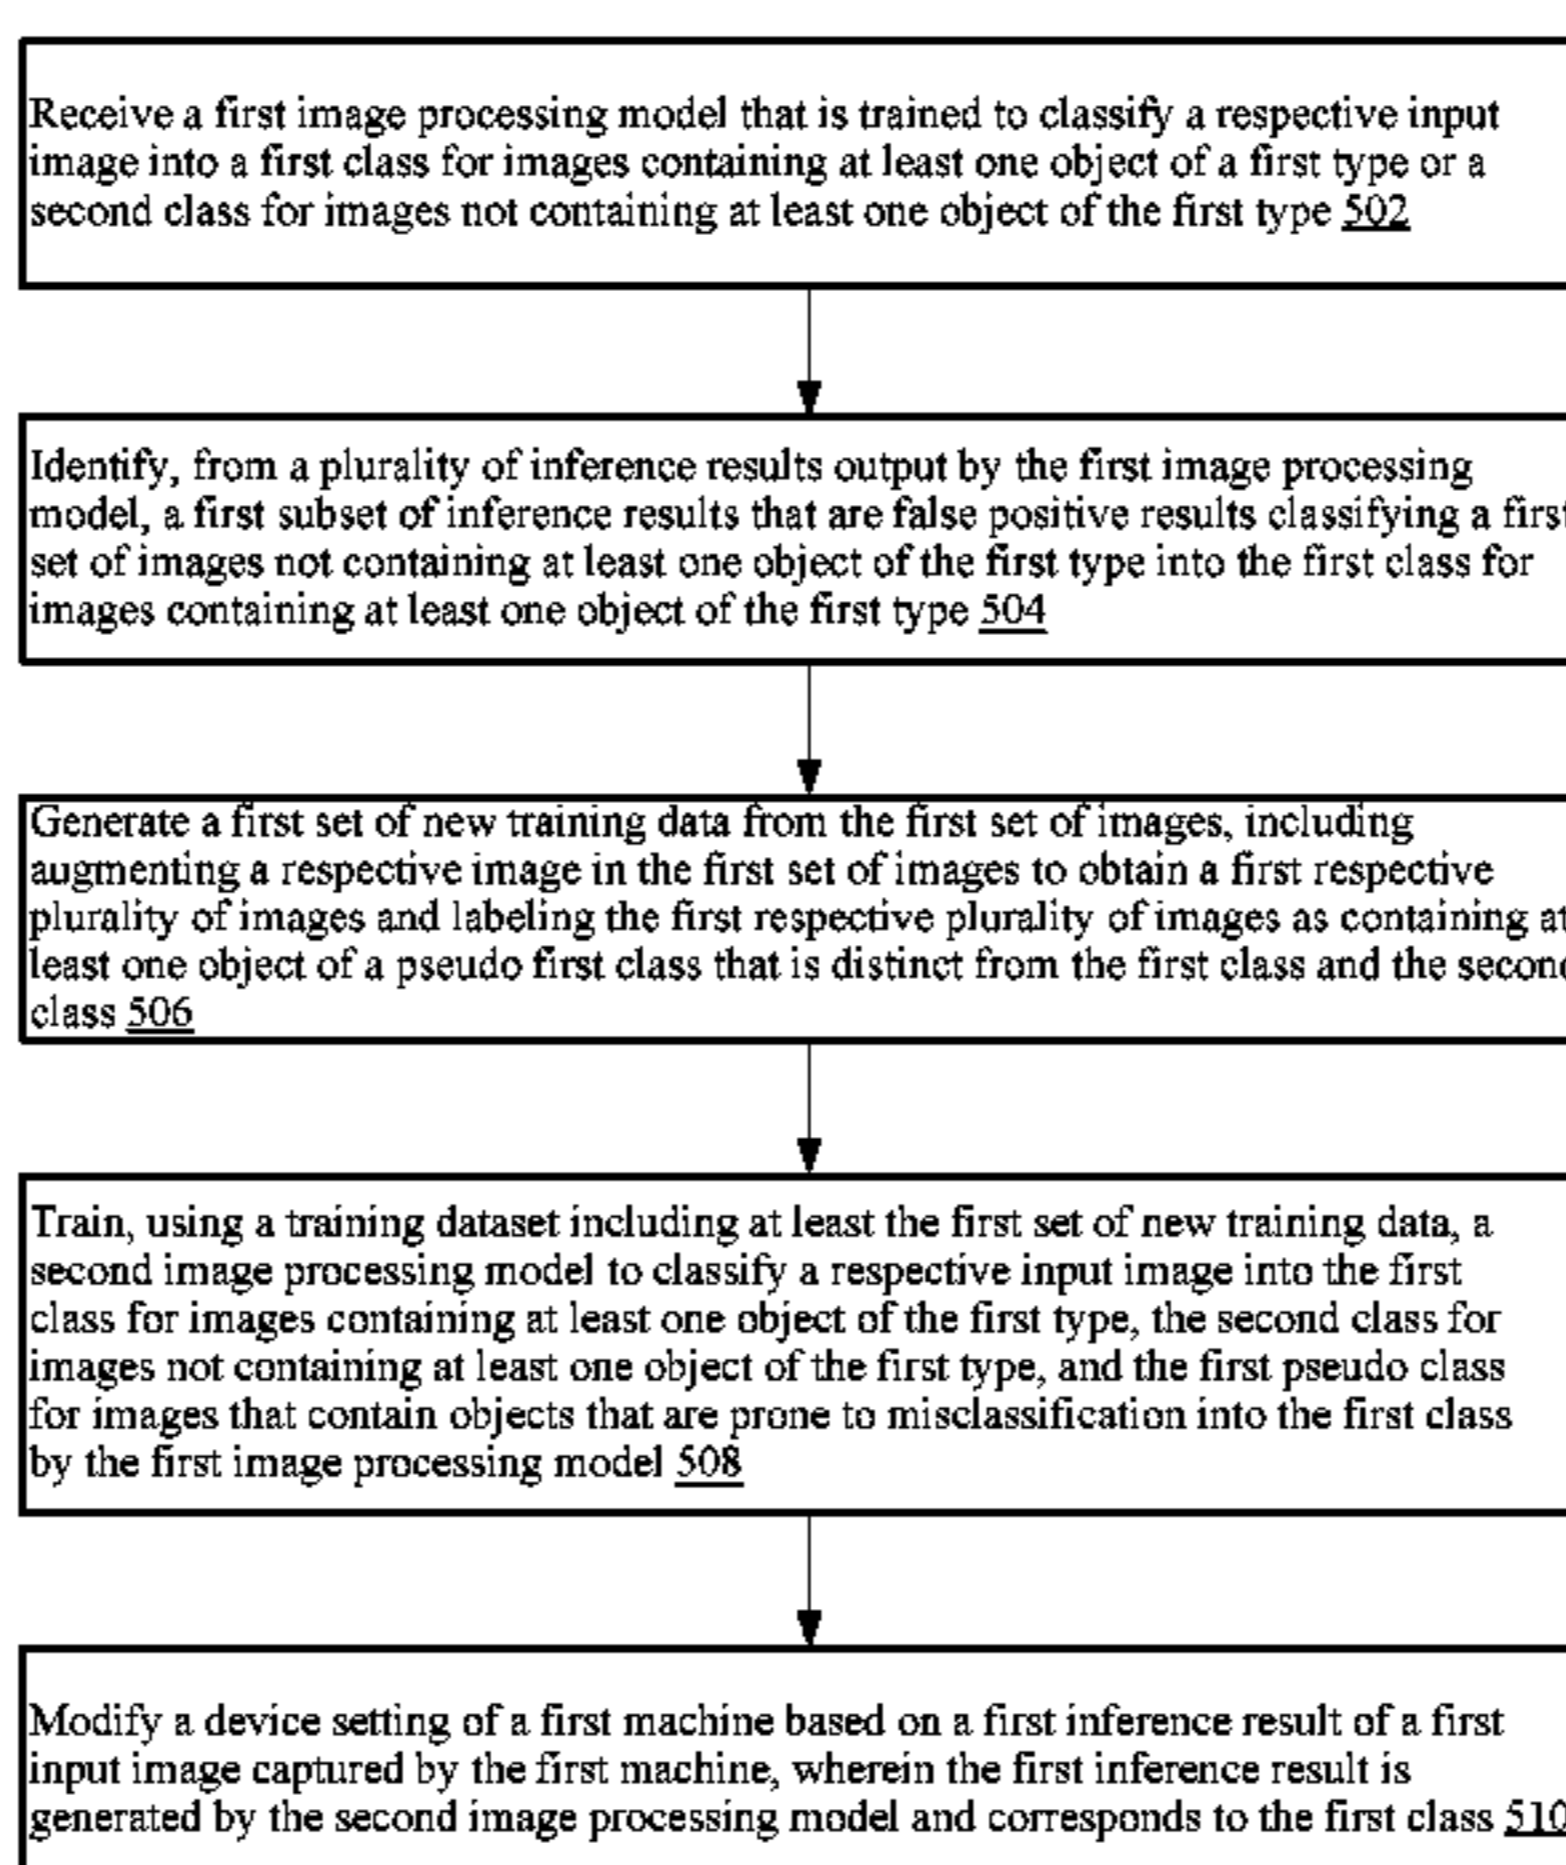 Receive a first image processing model that is trained to classify a respective input
image into a first class for images containing at least one object of a first type or a
second class for images not containing at least one object of the first type 502
Identify, from a plurality of inference results output by the first image processing
model, a first subset of inference results that are false positive results classifying a first
set of images not containing at least one object of the first type into the first class for
images containing at least one object of the first type 504
Generate a first set of new training data from the first set of images, including
augmenting a respective image in the first set of images to obtain a first respective
plurality of images and labeling the first respective plurality of images as containing at
least one object of a pseudo first class that is distinct from the first class and the second
class 506
Train, using a training dataset including at least the first set of new training data, a
second image processing model to classify a respective input image into the first
class for images containing at least one object of the first type, the second class for
images not containing at least one object of the first type, and the first pseudo class
for images that contain objects that are prone to misclassification into the first class
by the first image processing model 508
Modify a device setting of a first machine based on a first inference result of a first
input image captured by the first machine, wherein the first inference result is
generated by the second image processing model and corresponds to the first class 510